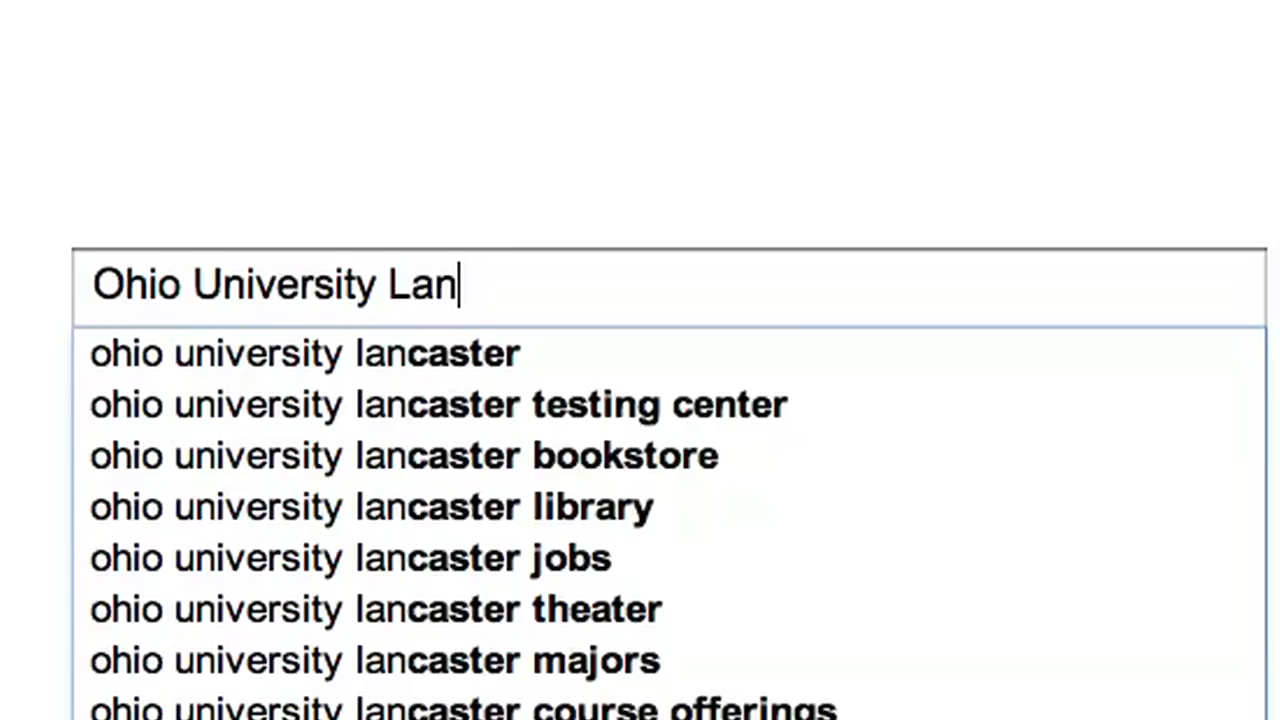 Ohio University Lan
ohio university lancaster
ohio university lancaster testing center
ohio university lancaster bookstore
ohio university lancaster library
ohio university lancaster jobs
ohio university lancaster theater
ohio university lancaster majors
ohio university lancaster course offerings